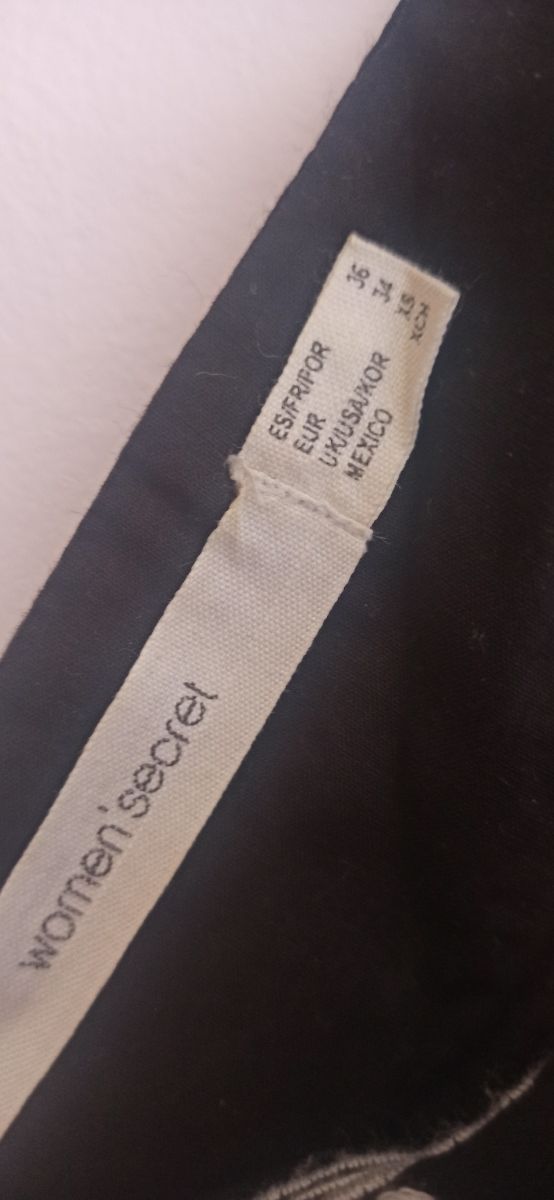 ES/FR/POR 36
EUR 34
UK/USA/KOR XS
MEXICO XCH
women'secret